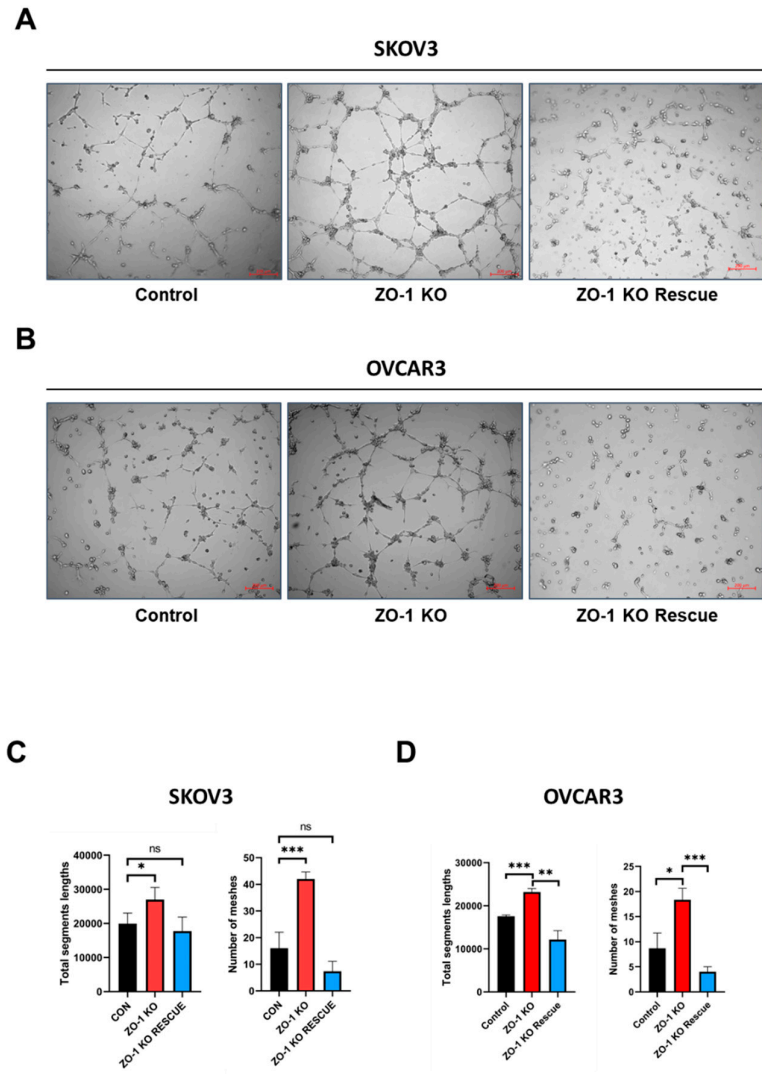 A
SKOV3
Control ZO-1 KO ZO-1 KO Rescue
B
OVCAR3
Control ZO-1 KO ZO-1 KO Rescue
C
SKOV3
Total segments lengths
40000
30000
20000
10000
0
ns
*
CON
ZO-1 KO
ZO-1 KO RESCUE
Number of meshes
50
40
30
20
10
0
ns
***
CON
ZO-1 KO
ZO-1 KO RESCUE
D
OVCAR3
Total segments lengths
30000
20000
10000
0
***
**
Control
ZO-1 KO
ZO-1 KO Rescue
Number of meshes
25
20
15
10
5
0
*
***
Control
ZO-1 KO
ZO-1 KO Rescue